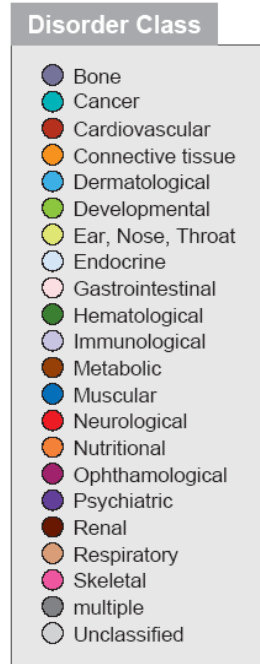 Disorder Class
Bone
Cancer
Cardiovascular
Connective tissue
Dermatological
Developmental
Ear, Nose, Throat
Endocrine
Gastrointestinal
Hematological
Immunological
Metabolic
Muscular
Neurological
Nutritional
Ophthamological
Psychiatric
Renal
Respiratory
Skeletal
multiple
Unclassified